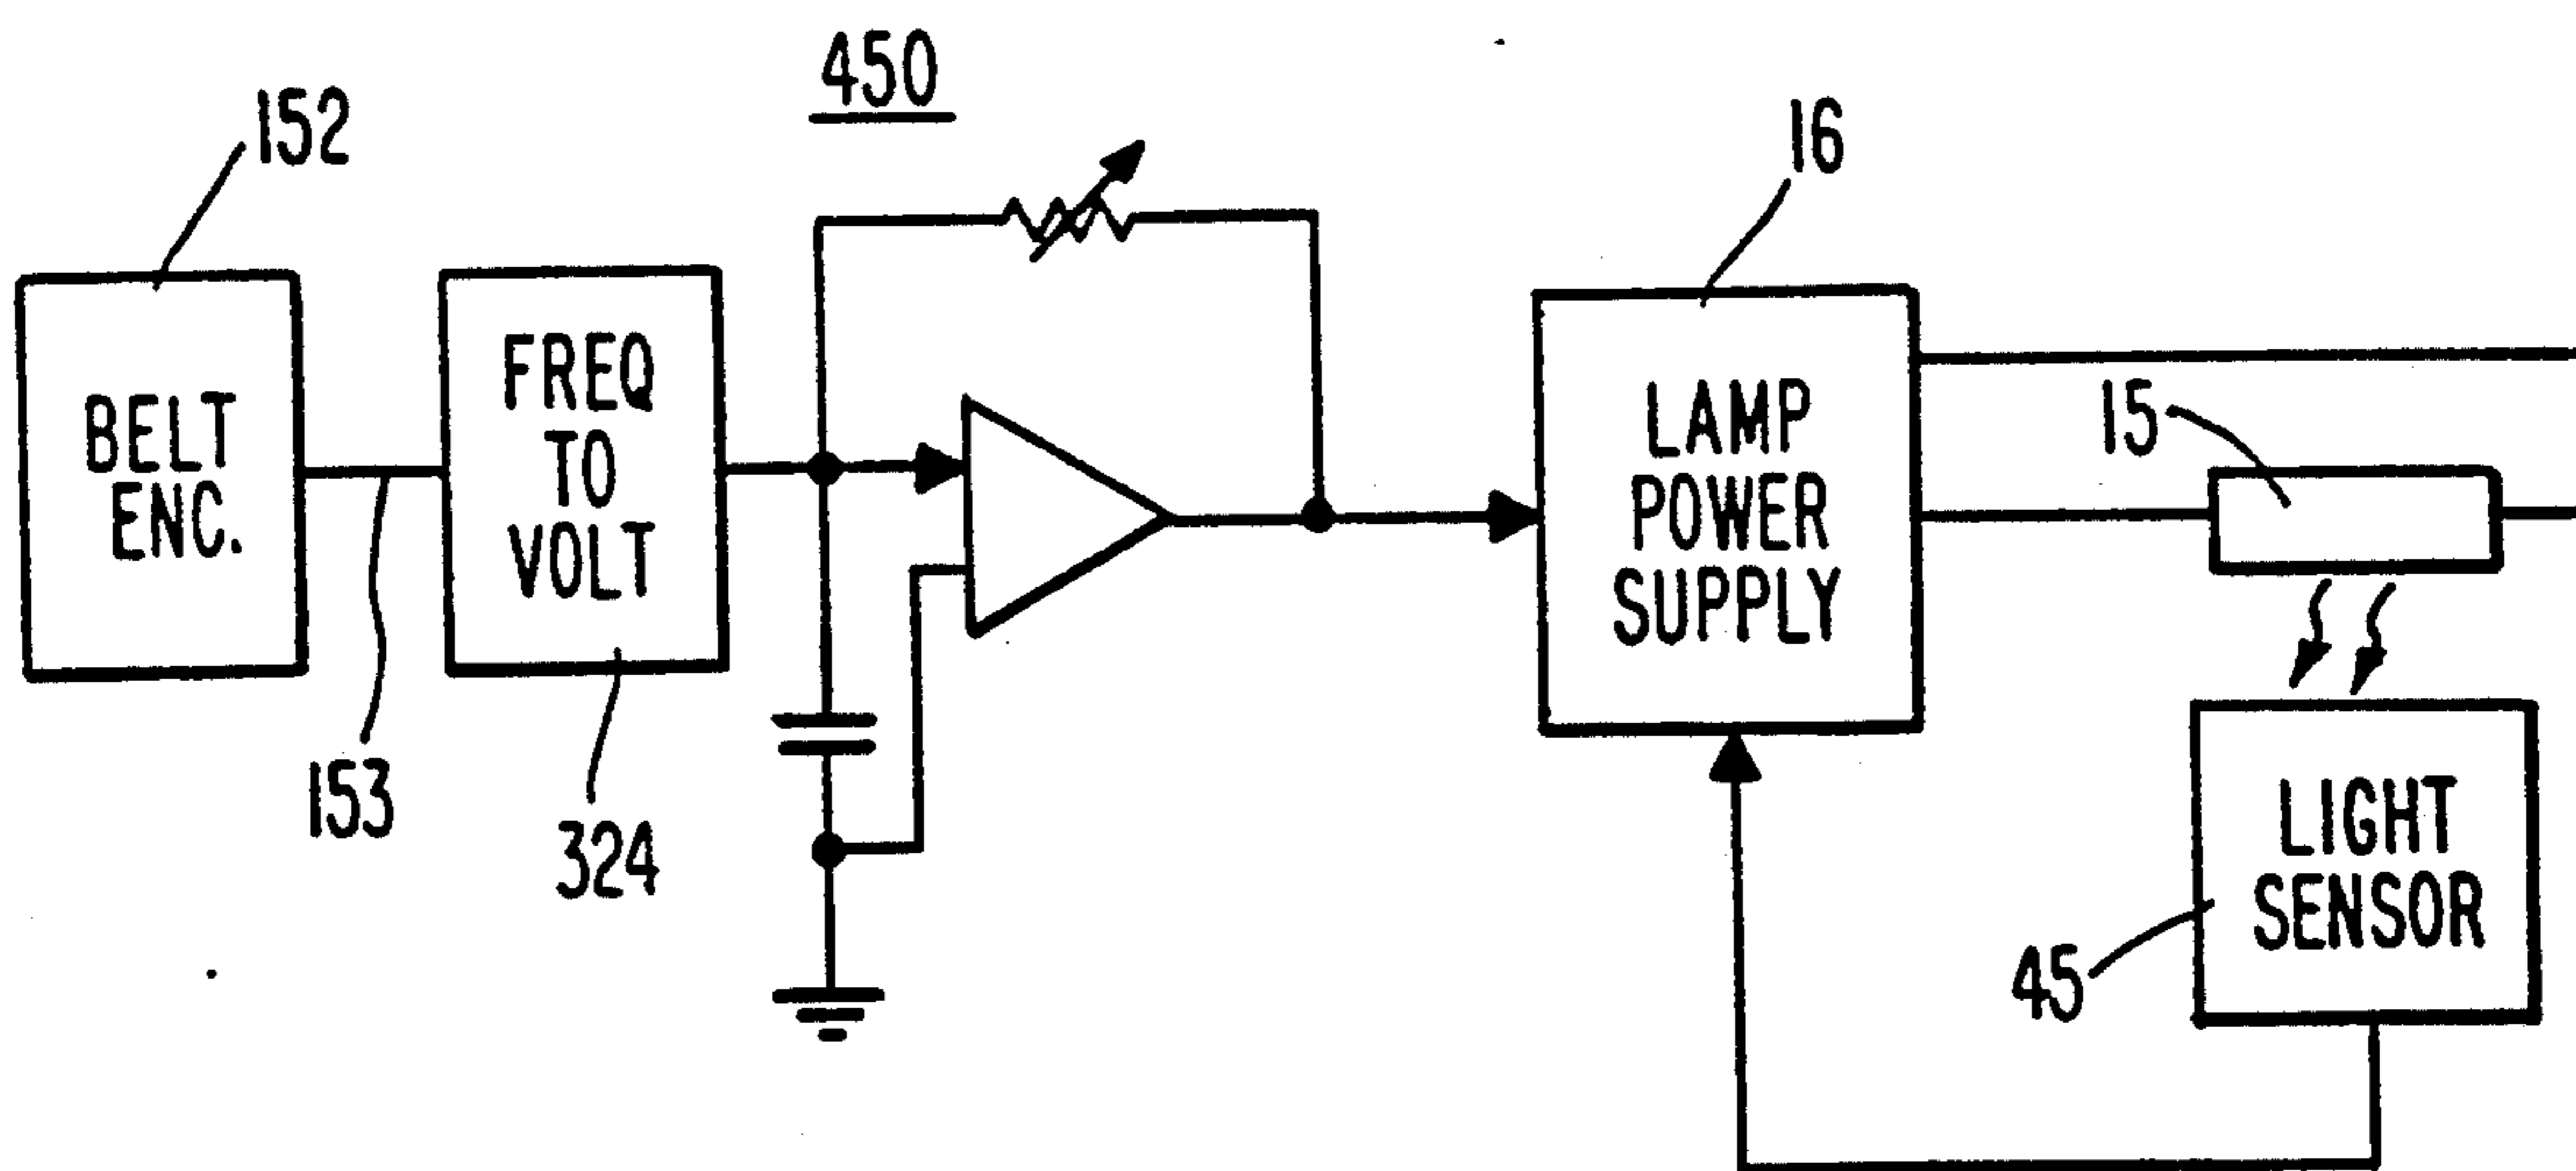 450
152
16
BELT
ENC.
FREQ
TO
VOLT
LAMP
POWER
SUPPLY
15
153
324
LIGHT
SENSOR
45